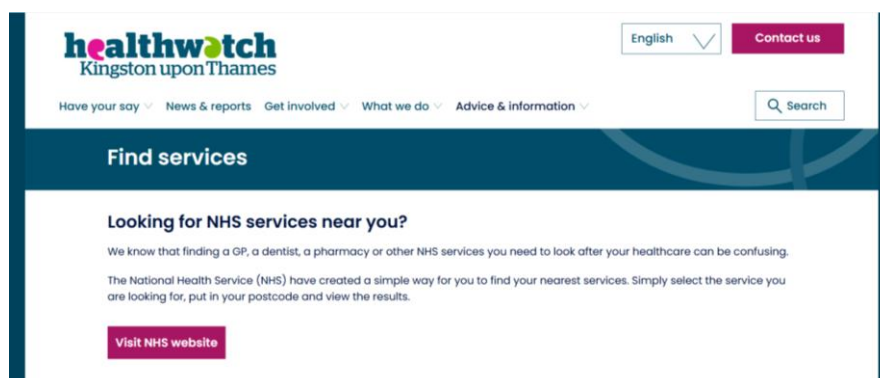 healthwatch
Kingston upon Thames
English
Contact us
Have your say
News & reports
Get involved
What we do
Advice & information
Search
Find services
Looking for NHS services near you?
We know that finding a GP, a dentist, a pharmacy or other NHS services you need to look after your healthcare can be confusing.
The National Health Service (NHS) have created a simple way for you to find your nearest services. Simply select the service you
are looking for, put in your postcode and view the results.
Visit NHS website